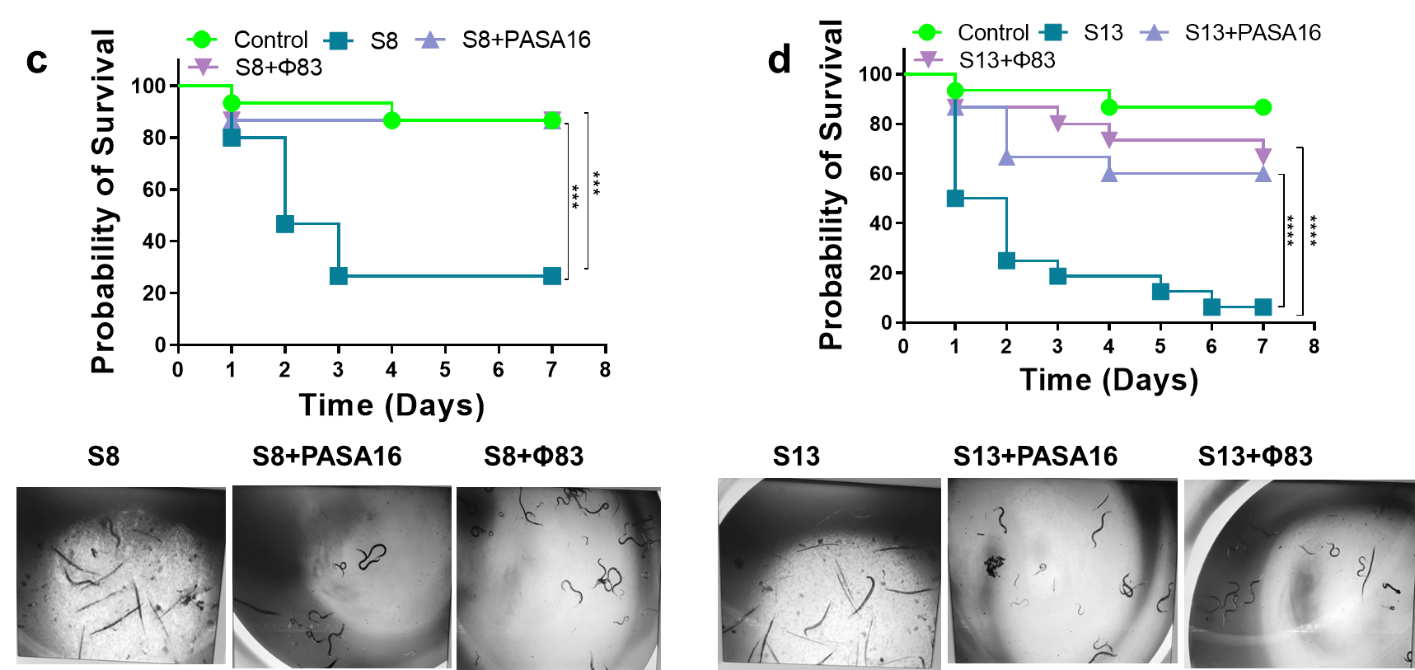 c
Control S8 S8+PASA16
S8+Φ83
Probability of Survival
100
80
60
40
20
0
0 1 2 3 4 5 6 7 8
Time (Days)
***
***
S8 S8+PASA16 S8+Φ83
d
Control S13 S13+PASA16
S13+Φ83
Probability of Survival
100
80
60
40
20
0
0 1 2 3 4 5 6 7 8
Time (Days)
****
****
S13 S13+PASA16 S13+Φ83